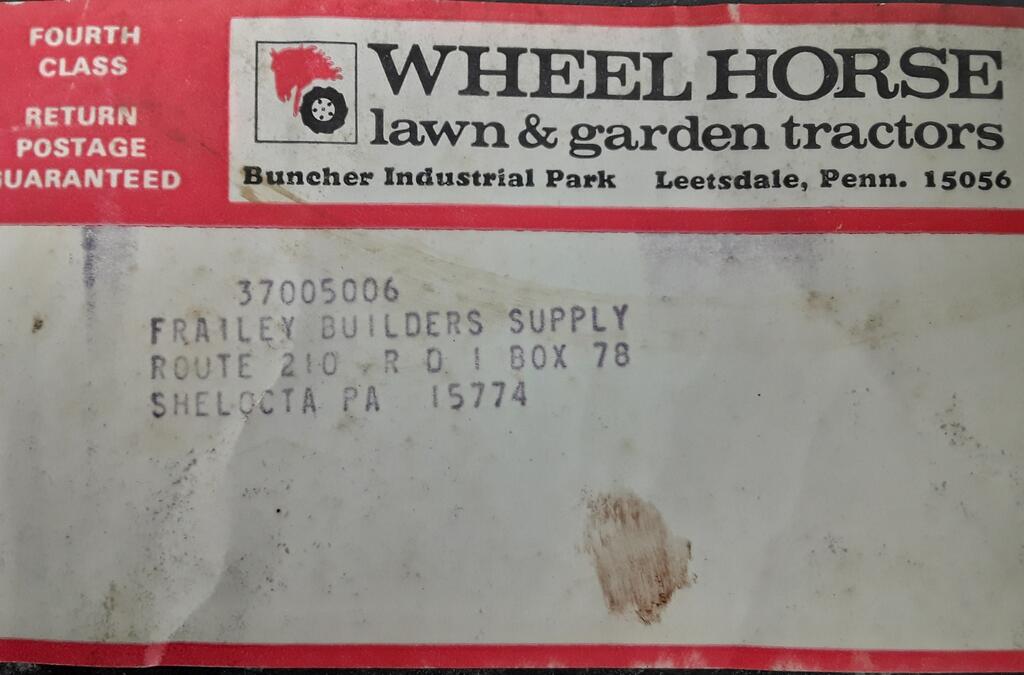 FOURTH
CLASS
RETURN
POSTAGE
GUARANTEED
WHEEL HORSE
lawn & garden tractors
Buncher Industrial Park Leetsdale, Penn. 15056
37005006
FRAILEY BUILDERS SUPPLY
ROUTE 210 R D 1 BOX 78
SHELOCTA PA 15774